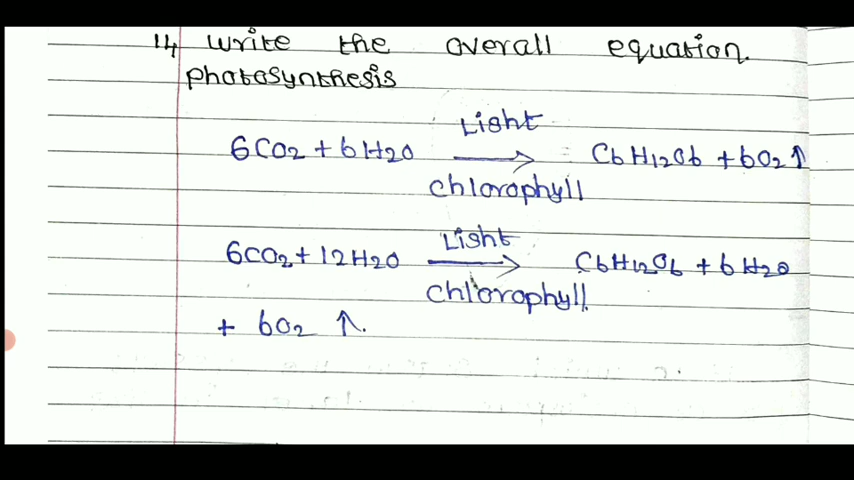 14, write the overall equation.
photosynthesis
Light
6CO2 + 6H2O → C6H12O6 + 6O2 ↑
chlorophyll
Light
6CO2 + 12H2O → C6H12O6 + 6H2O
chlorophyll.
+ 6O2 ↑.